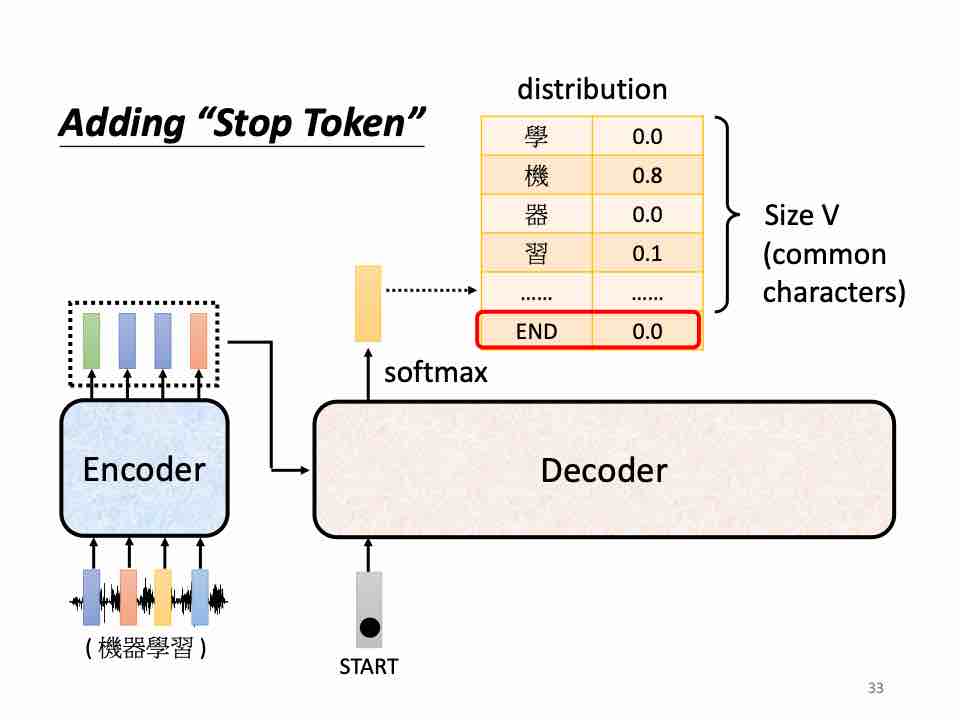 Adding “Stop Token”
distribution
學 0.0
機 0.8
器 0.0
習 0.1
…… ……
END 0.0
Size V
(common
characters)
softmax
Encoder
Decoder
( 機器學習 )
START
33